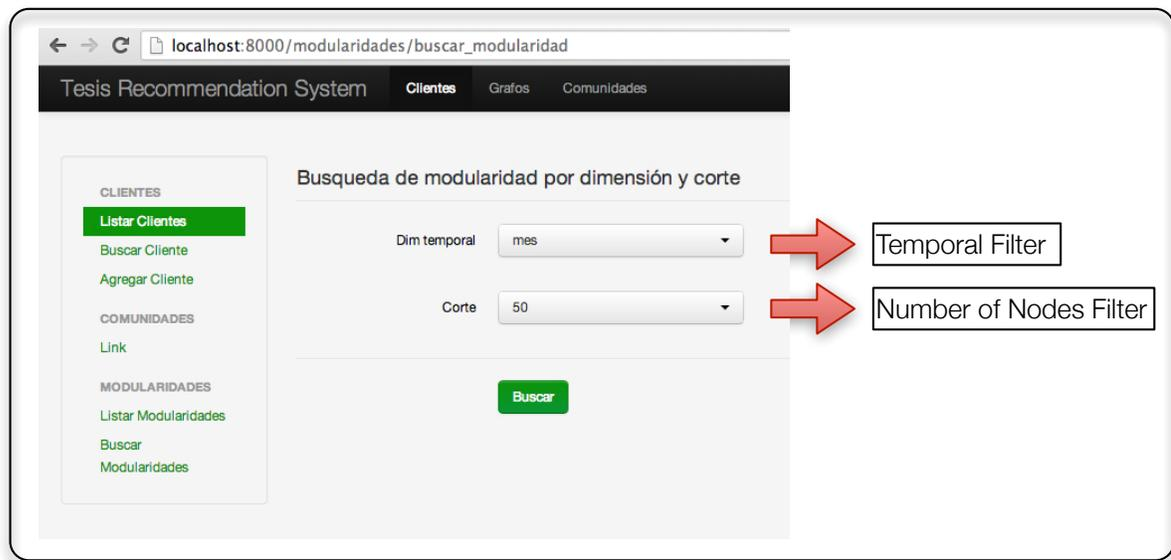 localhost:8000/modularidades/buscar_modularidad
Tesis Recommendation System Clientes Grafos Comunidades
CLIENTES
Listar Clientes
Buscar Cliente
Agregar Cliente
COMUNIDADES
Link
MODULARIDADES
Listar Modularidades
Buscar
Modularidades
Busqueda de modularidad por dimensión y corte
Dim temporal mes
Corte 50
Buscar
Temporal Filter
Number of Nodes Filter